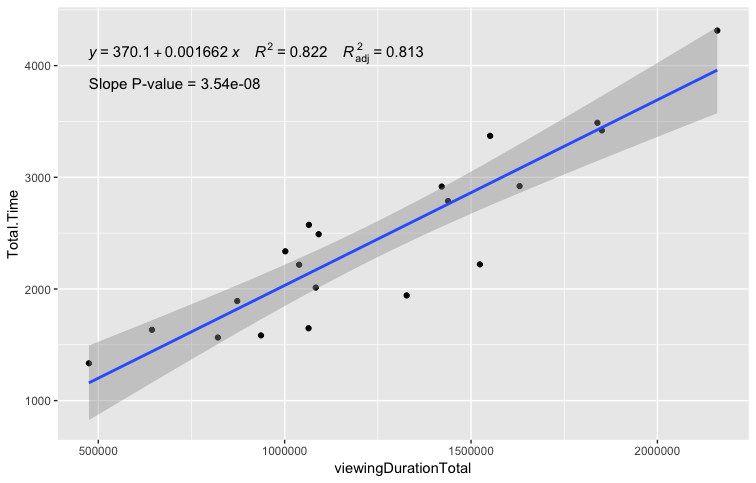 y = 370.1 + 0.001662 x R² = 0.822 R²adj = 0.813
Slope P-value = 3.54e-08
4000
3000
2000
1000
Total.Time
500000 1000000 1500000 2000000
viewingDurationTotal